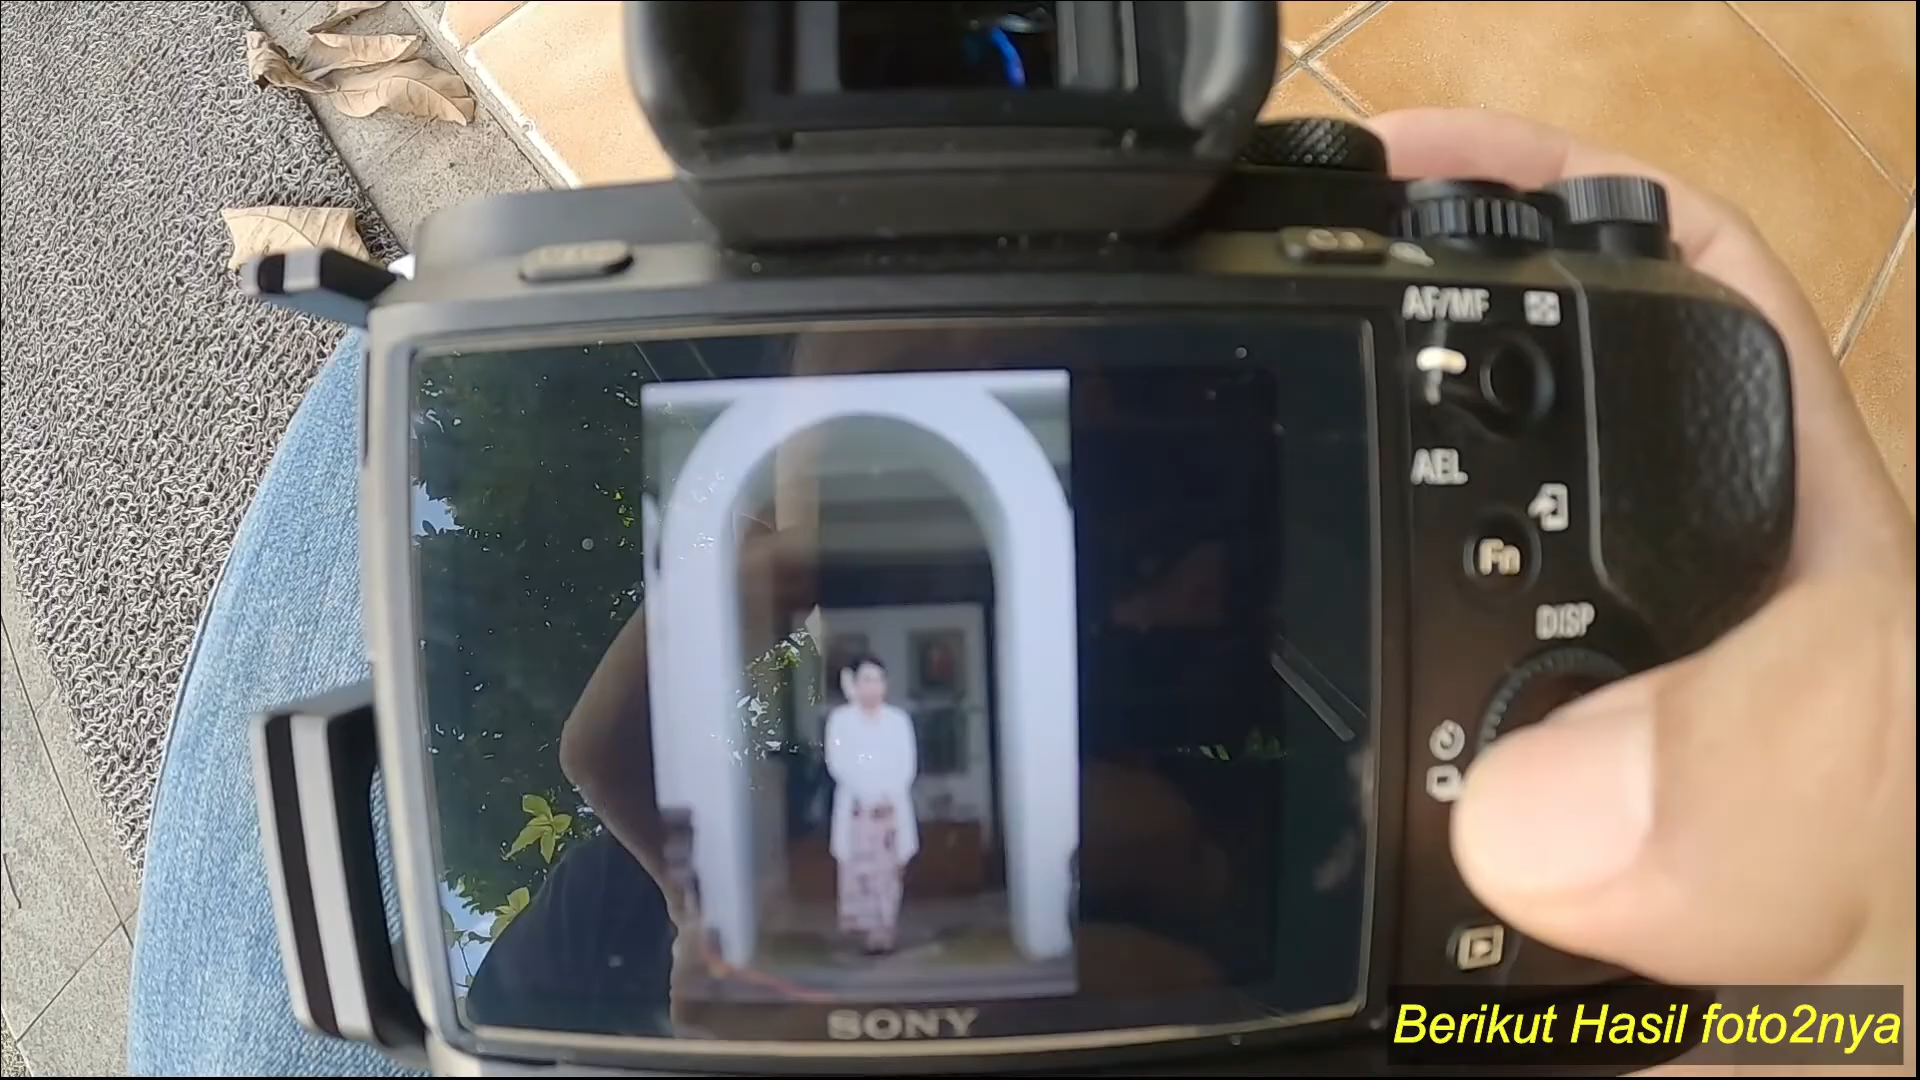 AF/MF
AEL
Fn
DISP
SONY
Berikut Hasil foto2nya